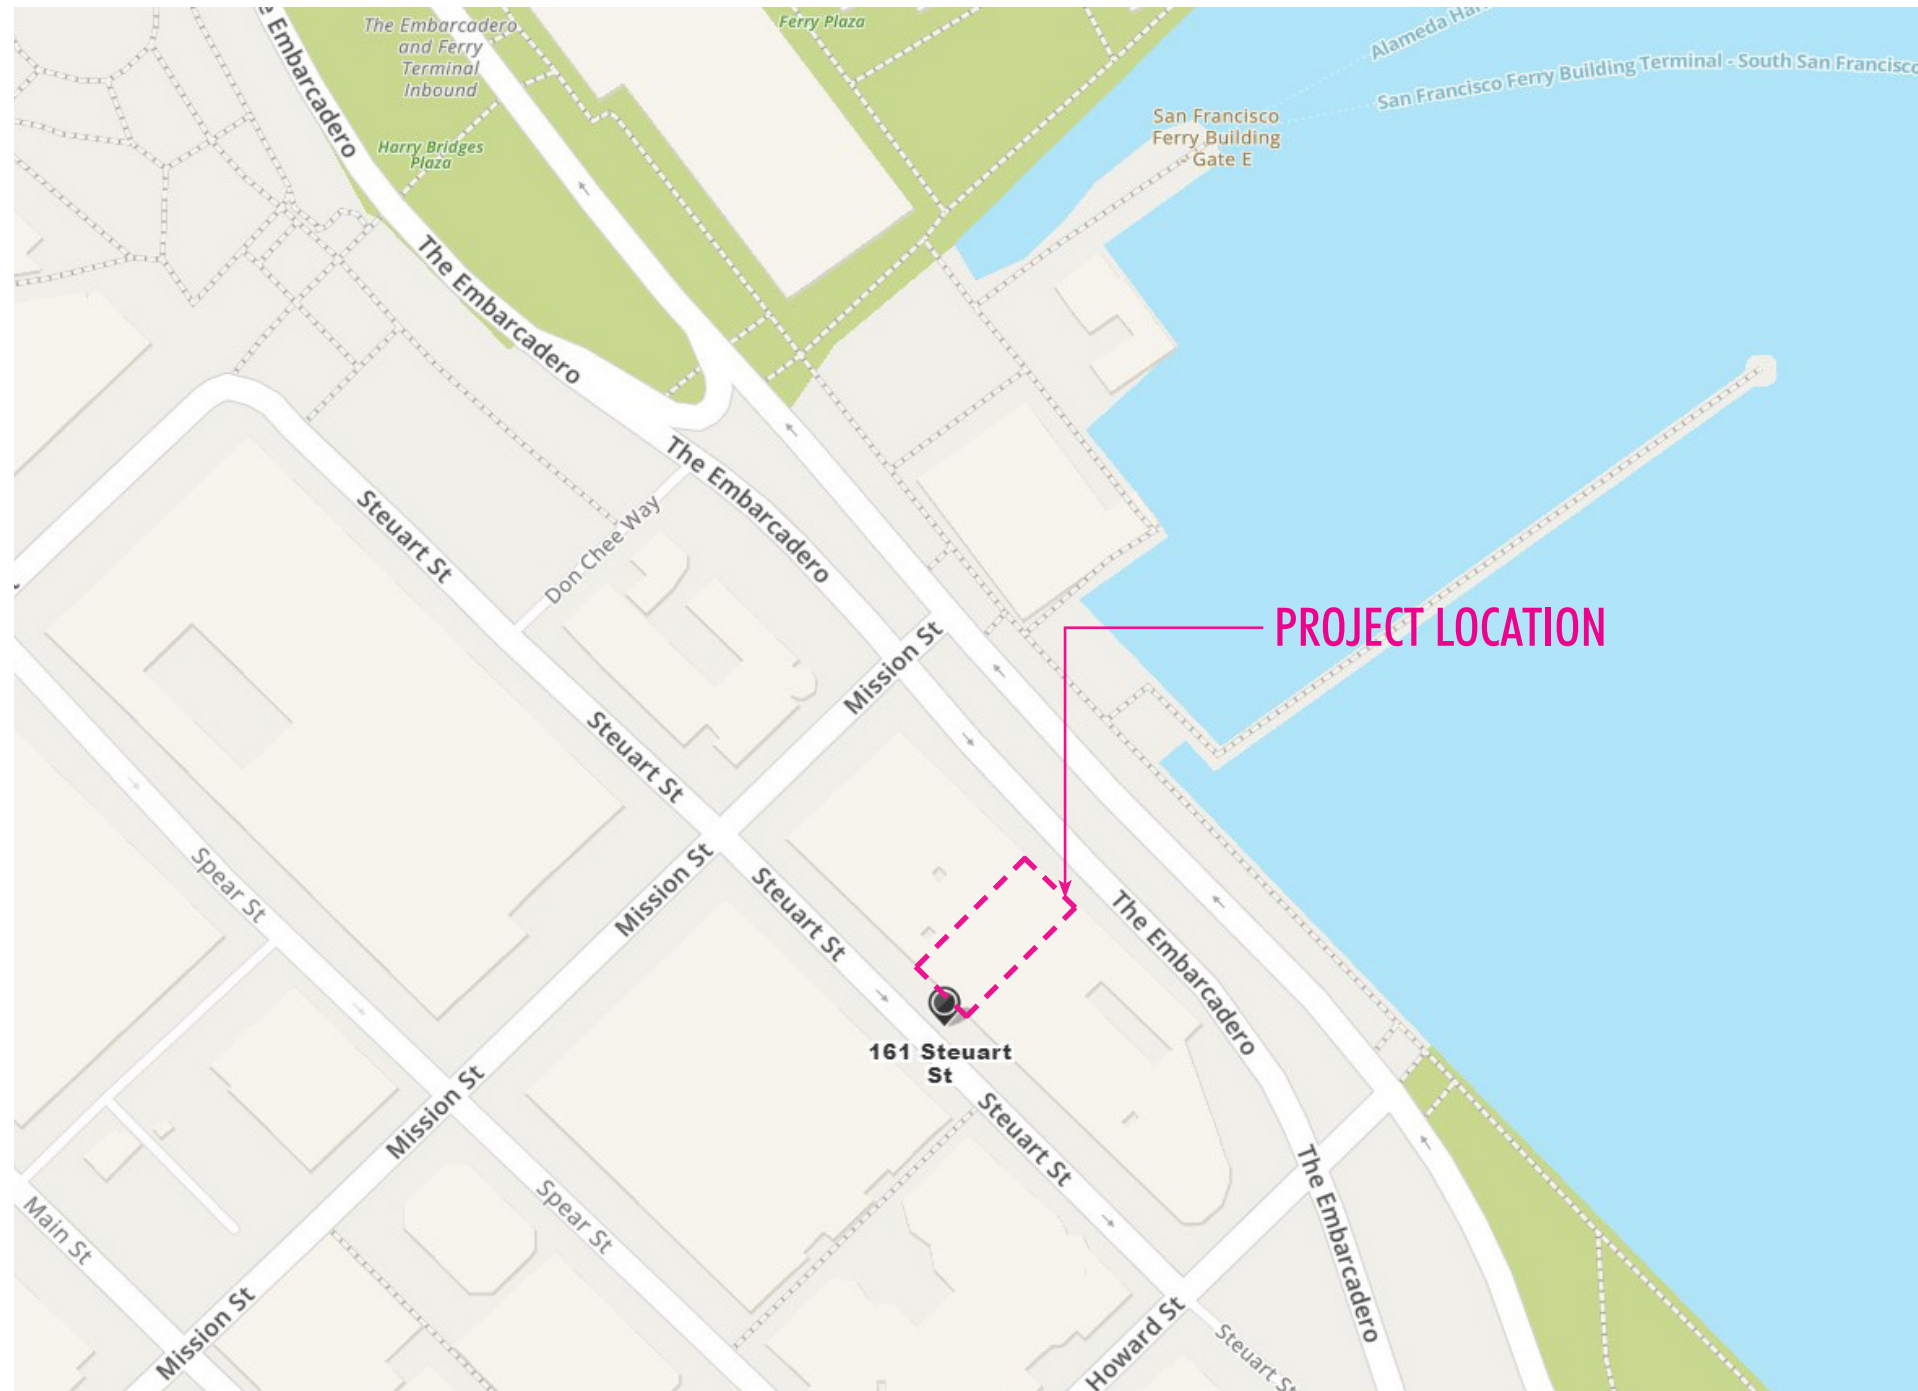 The Embarcadero
and Ferry
Terminal
Inbound
Ferry Plaza
Embarcadero
Harry Bridges
Plaza
San Francisco Ferry Building Terminal - South San Francisco
San Francisco
Ferry Building
- Gate E
The Embarcadero
The Embarcadero
Steuart St
Don Chee Way
PROJECT LOCATION
Mission St
Steuart St
Spear St
Mission St
Steuart St
The Embarcadero
161 Steuart
St
Mission St
Steuart St
Main St
Spear St
The Embarcadero
Mission St
Howard St
Steuart St